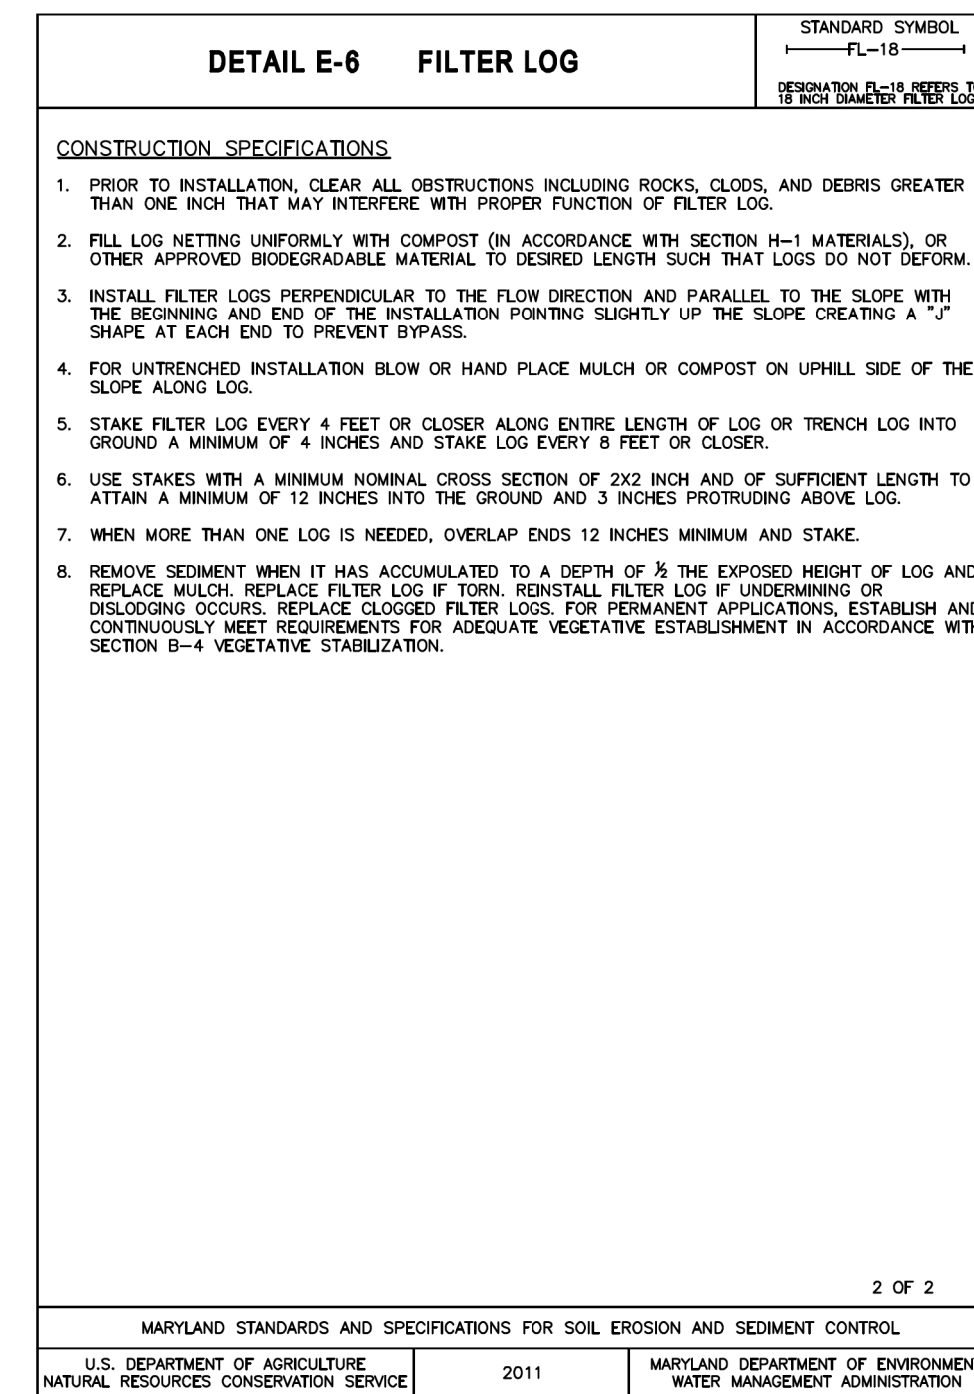 DETAIL E-6 FILTER LOG
STANDARD SYMBOL
FL-18
DESIGNATION FL-18 REFERS
18 INCH DIAMETER FILTER LOG
CONSTRUCTION SPECIFICATIONS
1. PRIOR TO INSTALLATION, CLEAR ALL OBSTRUCTIONS INCLUDING ROCKS, CLODS, AND DEBRIS GREATER
THAN ONE INCH THAT MAY INTERFERE WITH PROPER FUNCTION OF FILTER LOG.
2. FILL LOG NETTING UNIFORMLY WITH COMPOST (IN ACCORDANCE WITH SECTION H-1 MATERIALS), OR
OTHER APPROVED BIODEGRADABLE MATERIAL TO DESIRED LENGTH SUCH THAT LOGS DO NOT DEFORM.
3. INSTALL FILTER LOGS PERPENDICULAR TO THE FLOW DIRECTION AND PARALLEL TO THE SLOPE WITH
THE BEGINNING AND END OF THE INSTALLATION POINTING SLIGHTLY UP THE SLOPE CREATING A "J"
SHAPE AT EACH END TO PREVENT BYPASS.
4. FOR UNTRENCHED INSTALLATION BLOW OR HAND PLACE MULCH OR COMPOST ON UPHILL SIDE OF THE
SLOPE ALONG LOG.
5. STAKE FILTER LOG EVERY 4 FEET OR CLOSER ALONG ENTIRE LENGTH OF LOG OR TRENCH LOG INTO
GROUND A MINIMUM OF 4 INCHES AND STAKE LOG EVERY 8 FEET OR CLOSER.
6. USE STAKES WITH A MINIMUM NOMINAL CROSS SECTION OF 2X2 INCH AND OF SUFFICIENT LENGTH TO
ATTAIN A MINIMUM OF 12 INCHES INTO THE GROUND AND 3 INCHES PROTRUDING ABOVE LOG.
7. WHEN MORE THAN ONE LOG IS NEEDED, OVERLAP ENDS 12 INCHES MINIMUM AND STAKE.
8. REMOVE SEDIMENT WHEN IT HAS ACCUMULATED TO A DEPTH OF ½ THE EXPOSED HEIGHT OF LOG AND
REPLACE MULCH. REPLACE FILTER LOG IF TORN. REINSTALL FILTER LOG IF UNDERMINING OR
DISLODGING OCCURS. REPLACE CLOGGED FILTER LOGS. FOR PERMANENT APPLICATIONS, ESTABLISH AND
CONTINUOUSLY MEET REQUIREMENTS FOR ADEQUATE VEGETATIVE ESTABLISHMENT IN ACCORDANCE WITH
SECTION B-4 VEGETATIVE STABILIZATION.
2 OF 2
MARYLAND STANDARDS AND SPECIFICATIONS FOR SOIL EROSION AND SEDIMENT CONTROL
U.S. DEPARTMENT OF AGRICULTURE
NATURAL RESOURCES CONSERVATION SERVICE
2011
MARYLAND DEPARTMENT OF ENVIRONMEN
WATER MANAGEMENT ADMINISTRATION